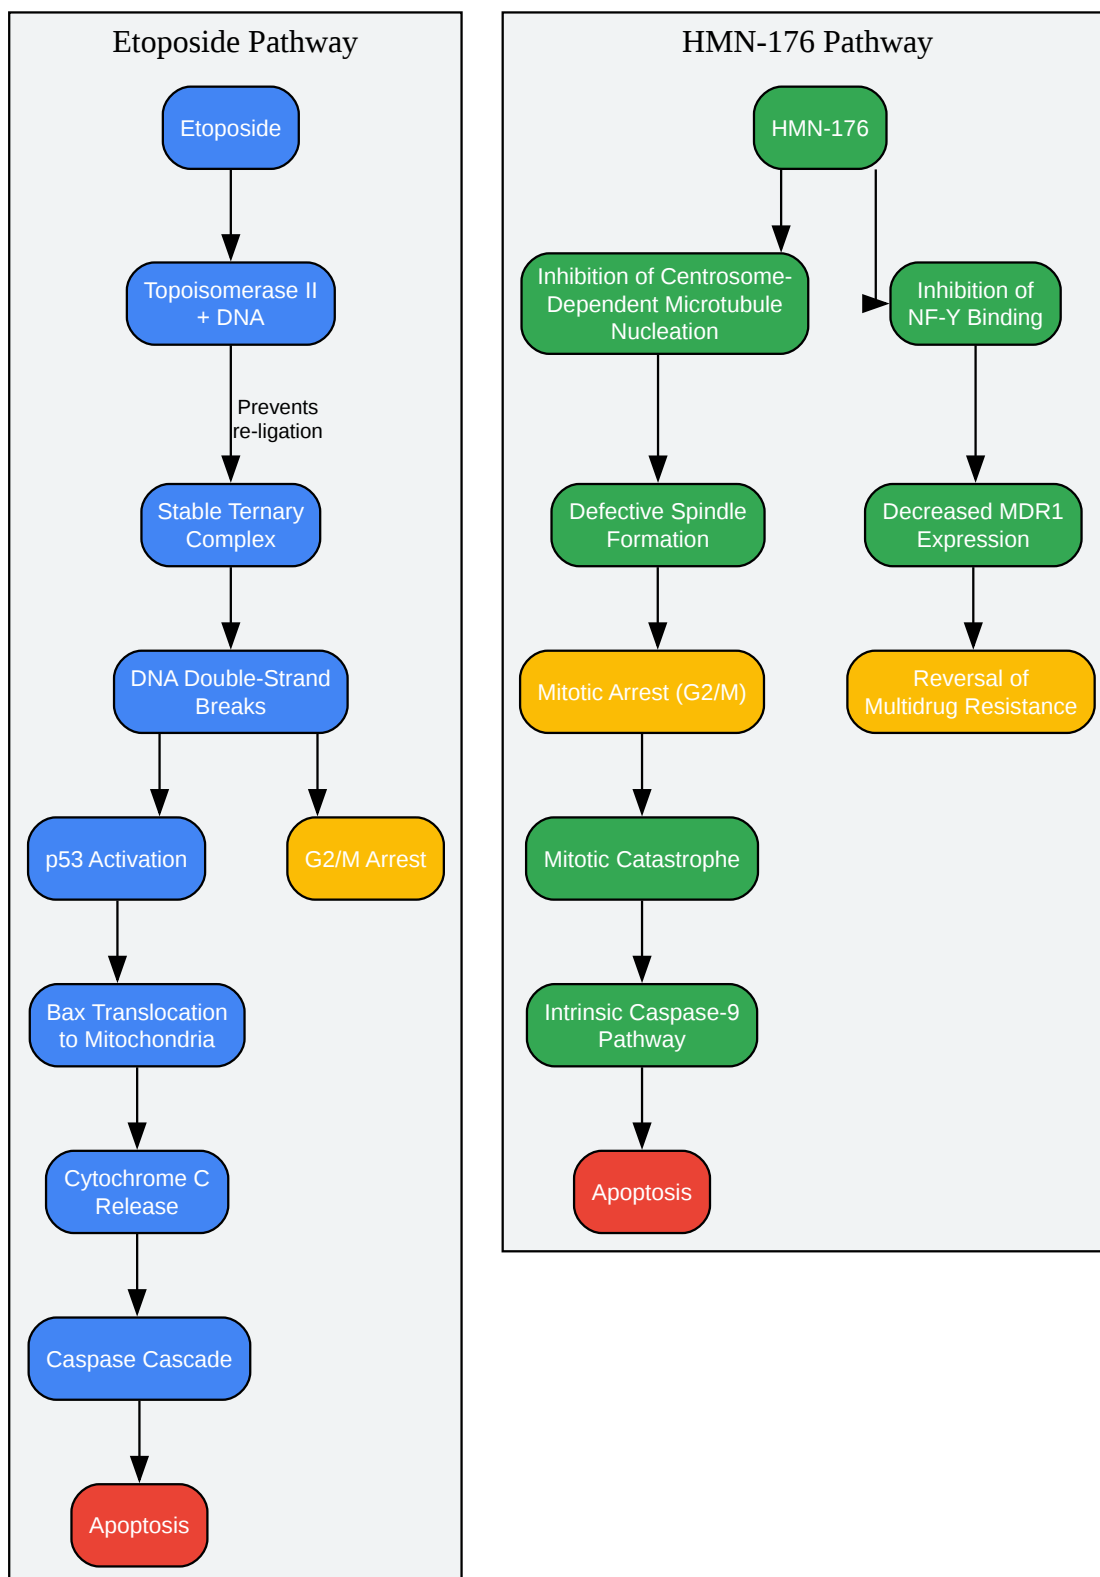 Etoposide Pathway
Etoposide
Topoisomerase II
+ DNA
Prevents
re-ligation
Stable Ternary
Complex
DNA Double-Strand
Breaks
p53 Activation
G2/M Arrest
Bax Translocation
to Mitochondria
Cytochrome C
Release
Caspase Cascade
Apoptosis
HMN-176 Pathway
HMN-176
Inhibition of Centrosome-
Dependent Microtubule
Nucleation
Inhibition of
NF-Y Binding
Defective Spindle
Formation
Decreased MDR1
Expression
Mitotic Arrest (G2/M)
Reversal of
Multidrug Resistance
Mitotic Catastrophe
Intrinsic Caspase-9
Pathway
Apoptosis